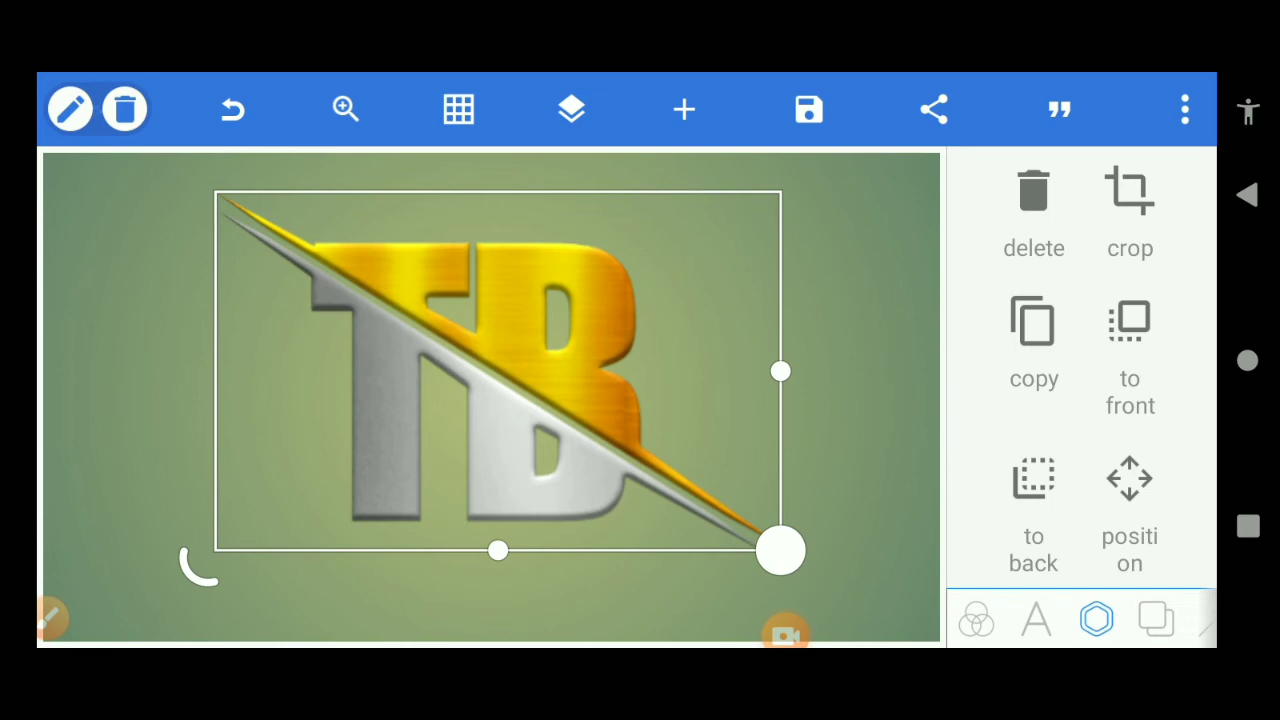 TB
delete
crop
copy
to
front
to
back
positi
on